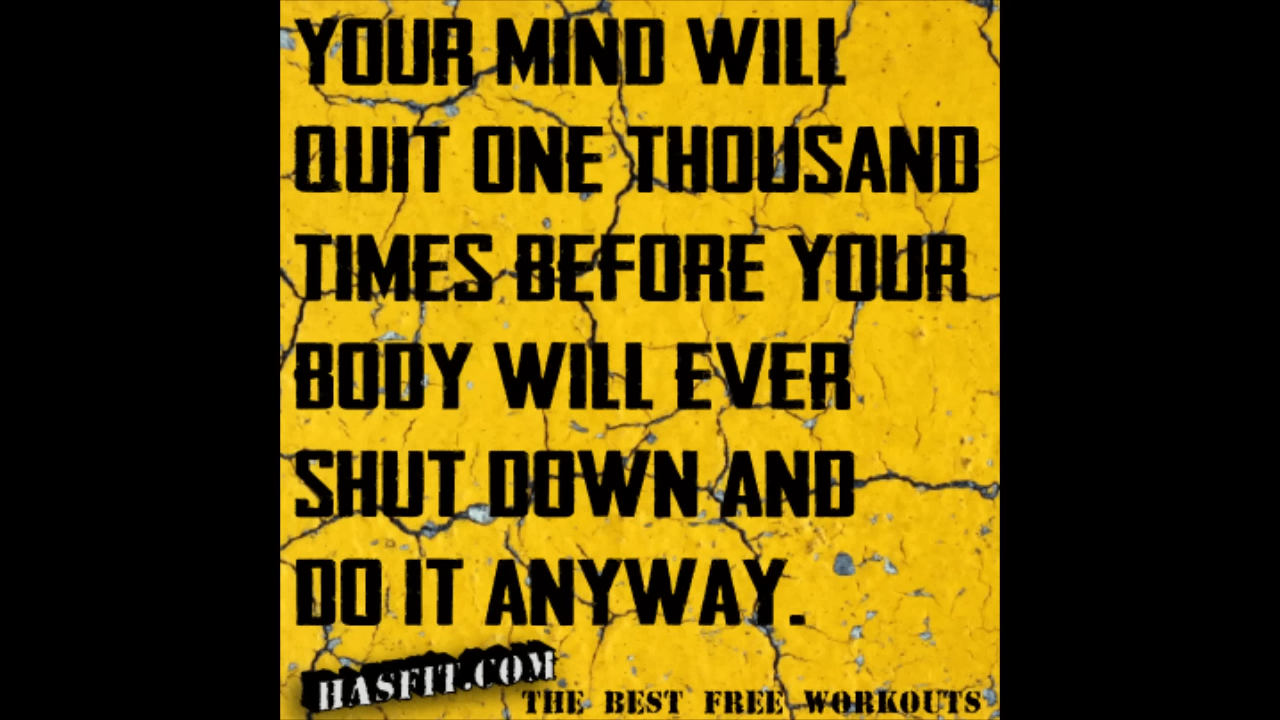 YOUR MIND WILL
QUIT ONE THOUSAND
TIMES BEFORE YOUR
BODY WILL EVER
SHUT DOWN AND
DO IT ANYWAY.
HASFIT.COM
THE BEST FREE WORKOUTS